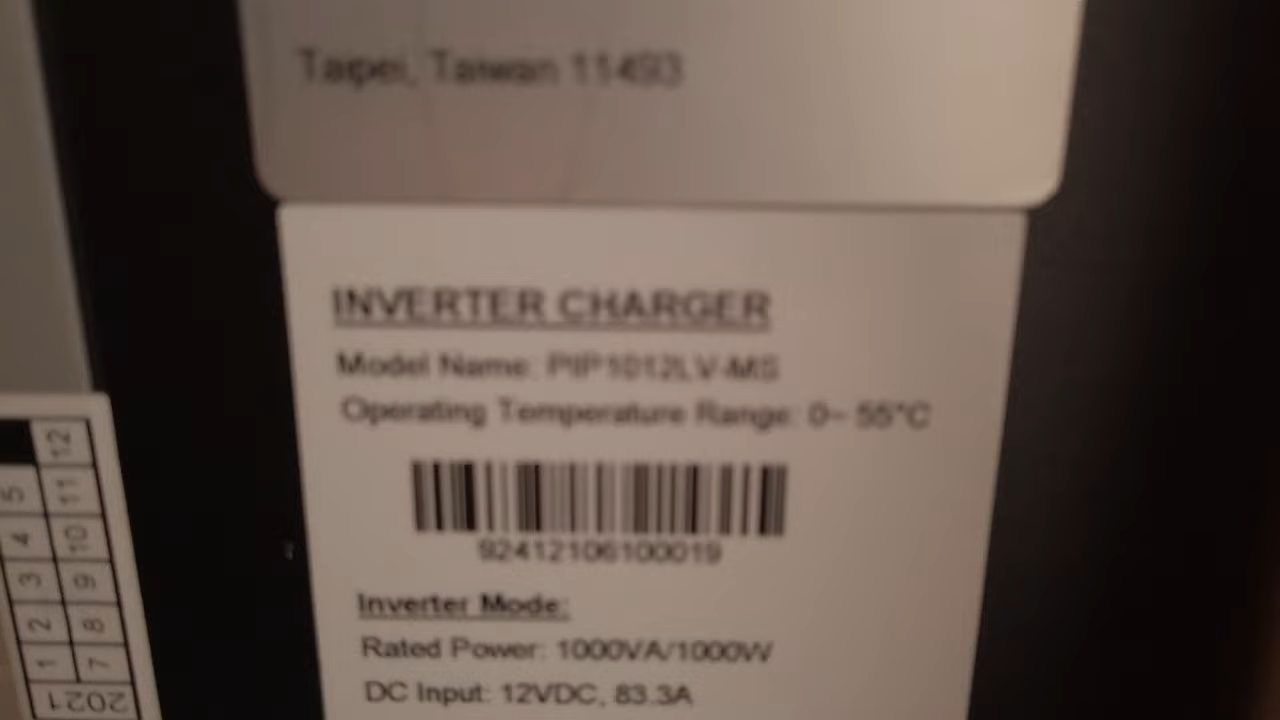 Taipei, Taiwan 11493
INVERTER CHARGER
Model Name: PIP1012LV-MS
Operating Temperature Range: 0~ 55°C
92412106100019
Inverter Mode:
Rated Power: 1000VA/1000W
DC Input: 12VDC, 83.3A
5 4 3 2 1
12 11 10 9 8 7
2021